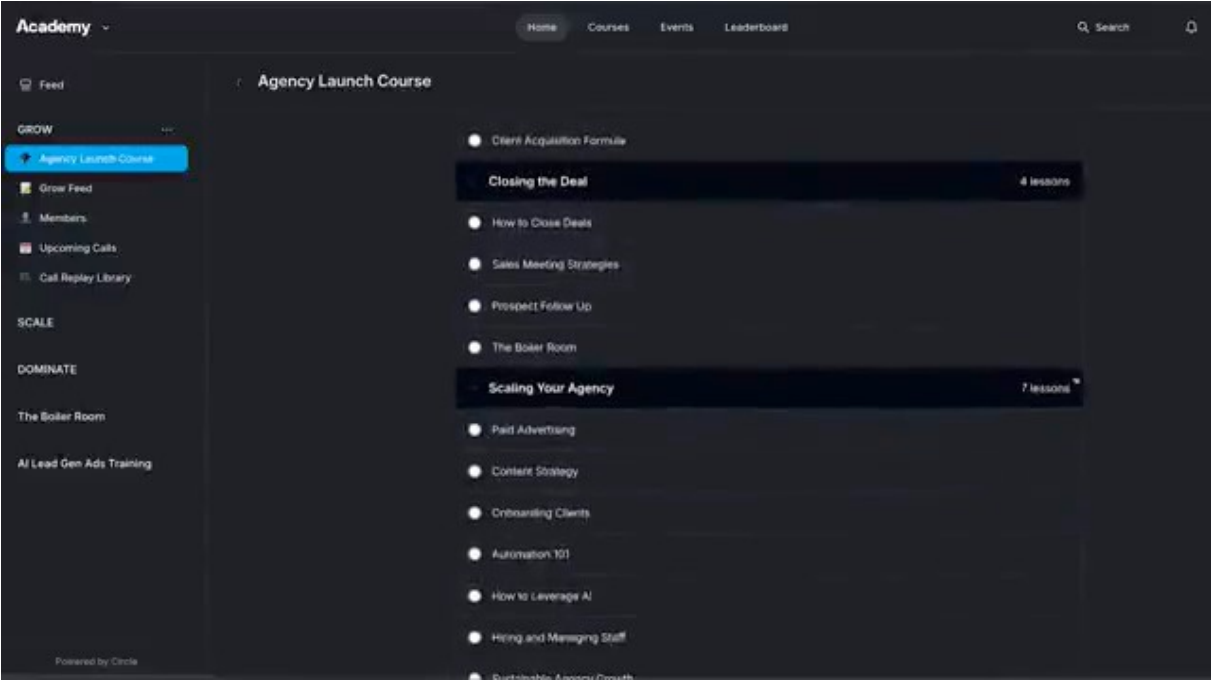 Academy
Home Courses Events Leaderboard
Search
Feed
GROW
Agency Launch Course
Grow Feed
Members
Upcoming Calls
Call Replay Library
SCALE
DOMINATE
The Boiler Room
AI Lead Gen Ads Training
Powered by Circle
Agency Launch Course
Client Acquisition Formula
Closing the Deal 4 lessons
How to Close Deals
Sales Meeting Strategies
Prospect Follow Up
The Boiler Room
Scaling Your Agency 7 lessons
Paid Advertising
Content Strategy
Onboarding Clients
Automation 101
How to Leverage AI
Hiring and Managing Staff
Sustainable Agency Growth